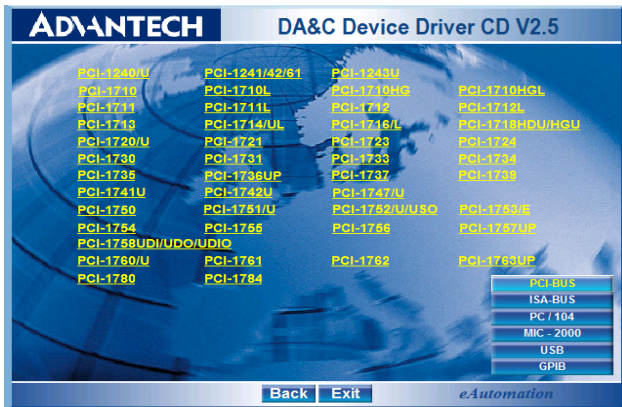 ADVANTECH DA&C Device Driver CD V2.5
PCI-1240/U PCI-1241/42/61 PCI-1243U
PCI-1710 PCI-1710L PCI-1710HG PCI-1710HGL
PCI-1711 PCI-1711L PCI-1712 PCI-1712L
PCI-1713 PCI-1714/UL PCI-1716/L PCI-1718HDU/HGU
PCI-1720/U PCI-1721 PCI-1723 PCI-1724
PCI-1730 PCI-1731 PCI-1733 PCI-1734
PCI-1735 PCI-1736UP PCI-1737 PCI-1739
PCI-1741U PCI-1742U PCI-1747/U
PCI-1750 PCI-1751/U PCI-1752/U/USO PCI-1753/E
PCI-1754 PCI-1755 PCI-1756 PCI-1757UP
PCI-1758UDI/UDO/UDIO
PCI-1760/U PCI-1761 PCI-1762 PCI-1763UP
PCI-1780 PCI-1784
PCI-BUS
ISA-BUS
PC / 104
MIC - 2000
USB
GPIB
Back Exit eAutomation